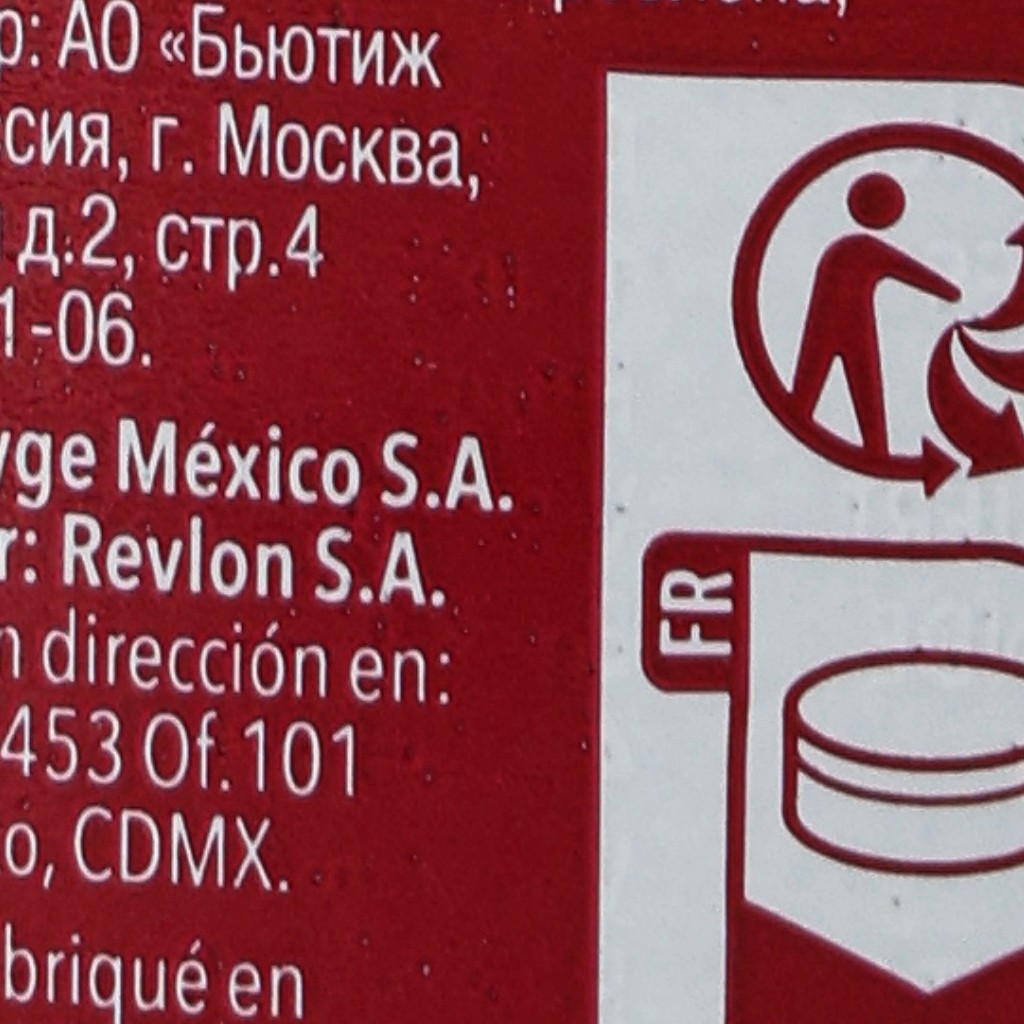 р: АО «Бьютиж
ссия, г. Москва,
д.2, стр.4
1-06.
yge México S.A.
r: Revlon S.A.
n dirección en:
453 Of.101
o, CDMX.
briqué en
FR